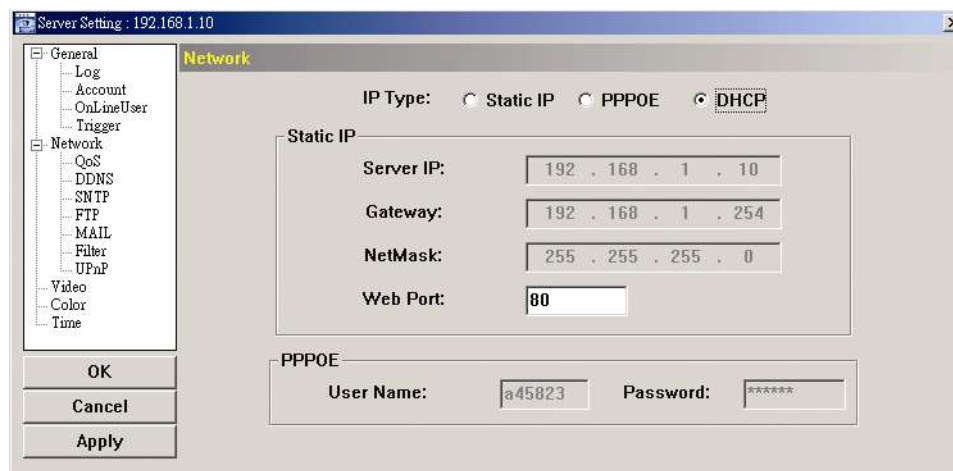 Server Setting : 192.168.1.10
General
Log
Account
OnLineUser
Trigger
Network
QoS
DDNS
SNTP
FTP
MAIL
Filter
UPnP
Video
Color
Time
OK
Cancel
Apply
Network
IP Type: Static IP PPPOE DHCP
Static IP
Server IP: 192 . 168 . 1 . 10
Gateway: 192 . 168 . 1 . 254
NetMask: 255 . 255 . 255 . 0
Web Port: 80
PPPOE
User Name: a45823 Password: ******